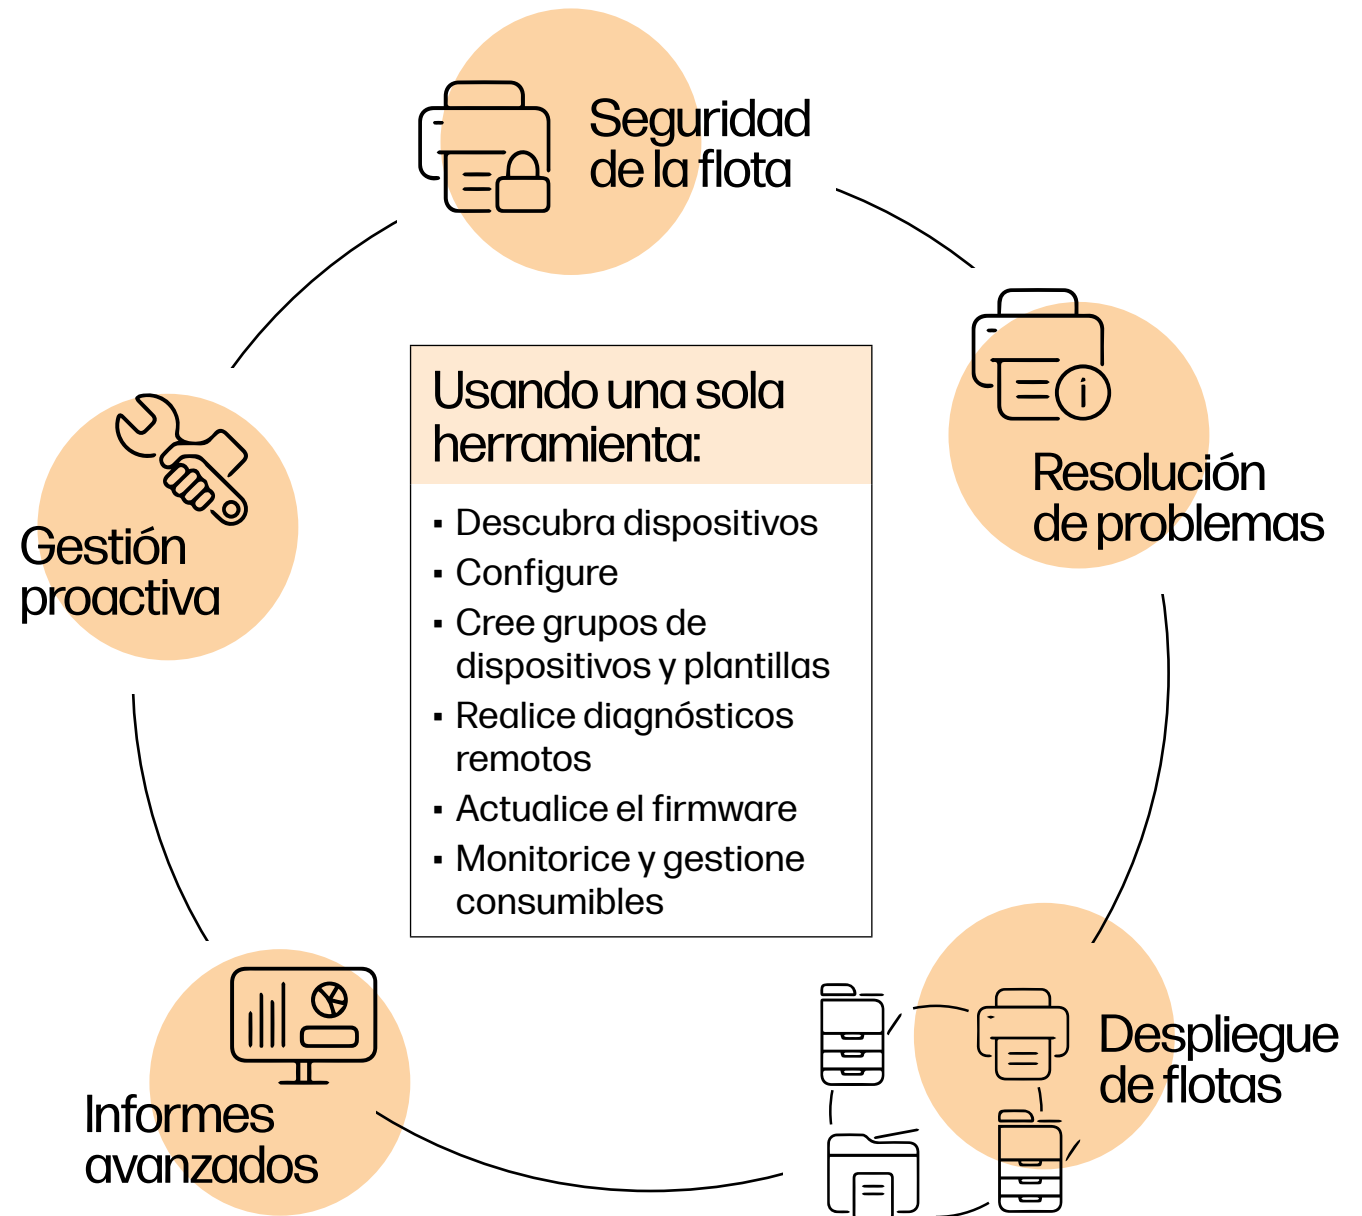 Seguridad
de la flota
Resolución
de problemas
Usando una sola
herramienta:
▪ Descubra dispositivos
▪ Configure
▪ Cree grupos de
dispositivos y plantillas
▪ Realice diagnósticos
remotos
▪ Actualice el firmware
▪ Monitorice y gestione
consumibles
Gestión
proactiva
Despliegue
de flotas
Informes
avanzados